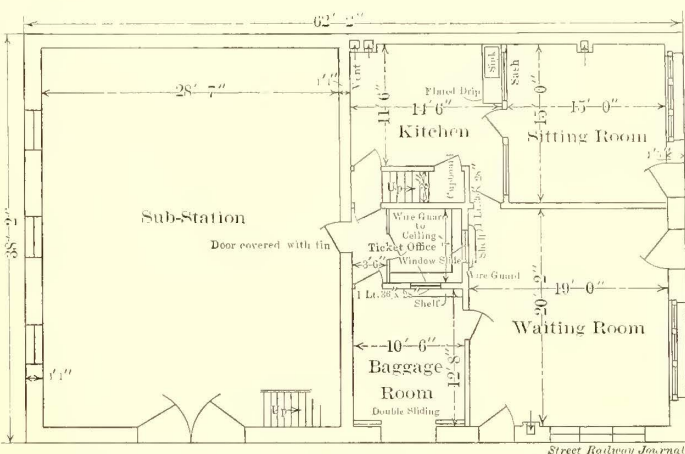 62'-2"
Vent
Sink
Sash
1'1"
28'-7"
Fluted Drip
11'-6"
14'6"
15'-0"
15'-0"
Kitchen
Sitting Room
Up
Cupboard
38'-2"
Sub-Station
Door covered with tin
Wire Guard
to
Ceiling
Ticket Office
Shelf
3'-6"
Window Slide
Wire Guard
1 Lt. 36"x 28"
Shelf
20'-2"
19'-0"
Waiting Room
10'-6"
Baggage
Room
12'8"
1'1"
Up
Double Sliding
Street Railway Journal